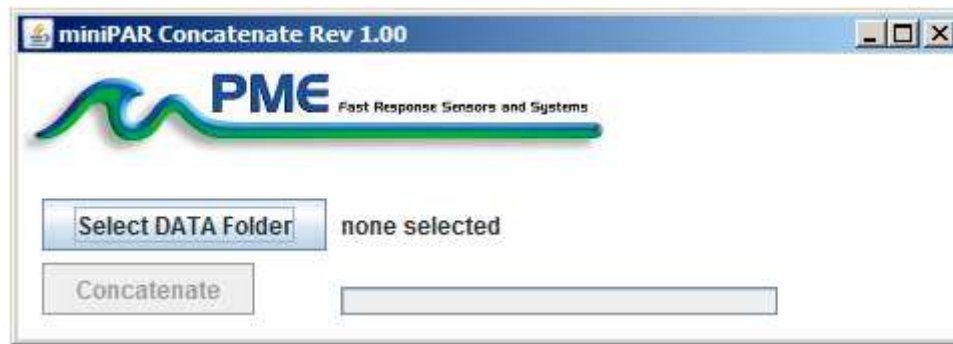 miniPAR Concatenate Rev 1.00
PME Fast Response Sensors and Systems
Select DATA Folder none selected
Concatenate